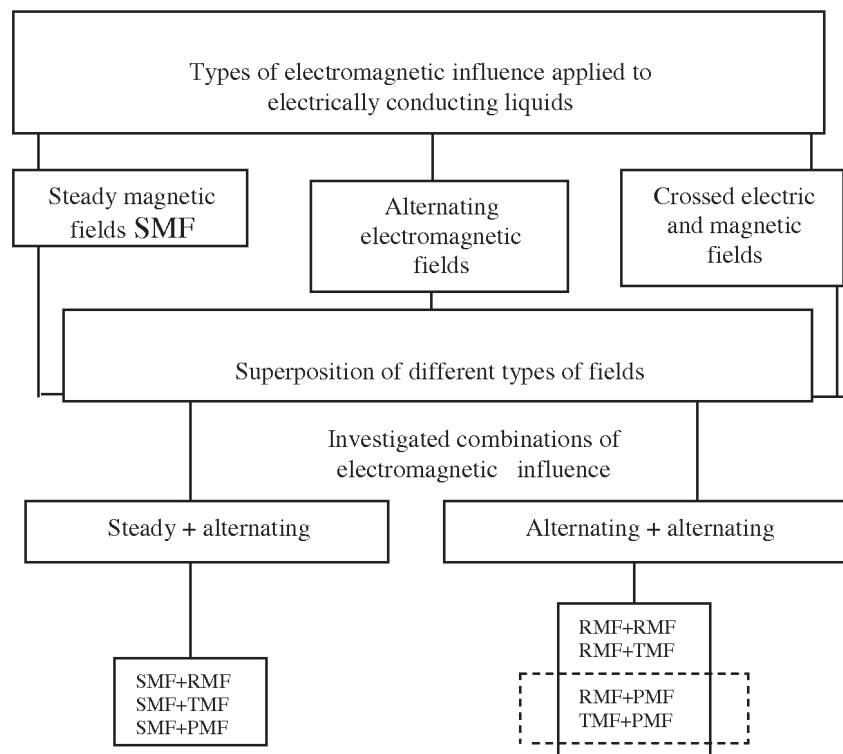 Types of electromagnetic influence applied to
electrically conducting liquids
Steady magnetic
fields SMF
Alternating
electromagnetic
fields
Crossed electric
and magnetic
fields
Superposition of different types of fields
Investigated combinations of
electromagnetic influence
Steady + alternating
Alternating + alternating
SMF+RMF
SMF+TMF
SMF+PMF
RMF+RMF
RMF+TMF
RMF+PMF
TMF+PMF